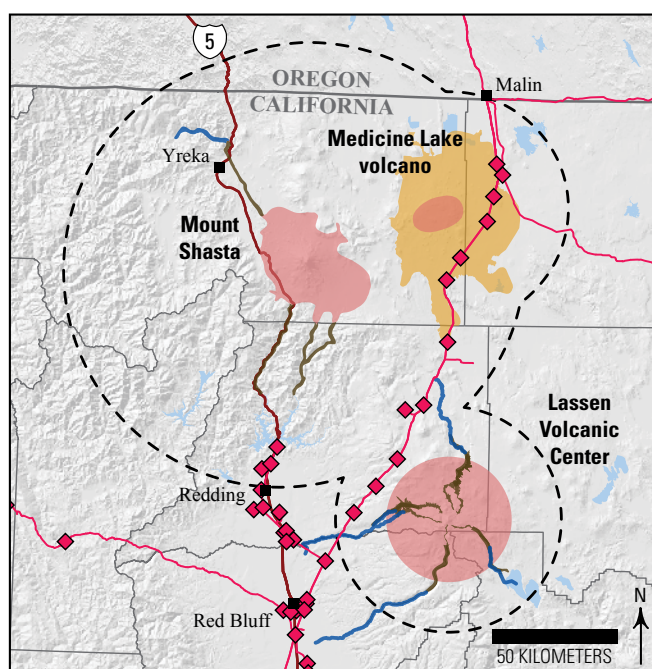 5
OREGON
CALIFORNIA
Malin
Medicine Lake
volcano
Yreka
Mount
Shasta
Lassen
Volcanic
Center
Redding
Red Bluff
N
50 KILOMETERS